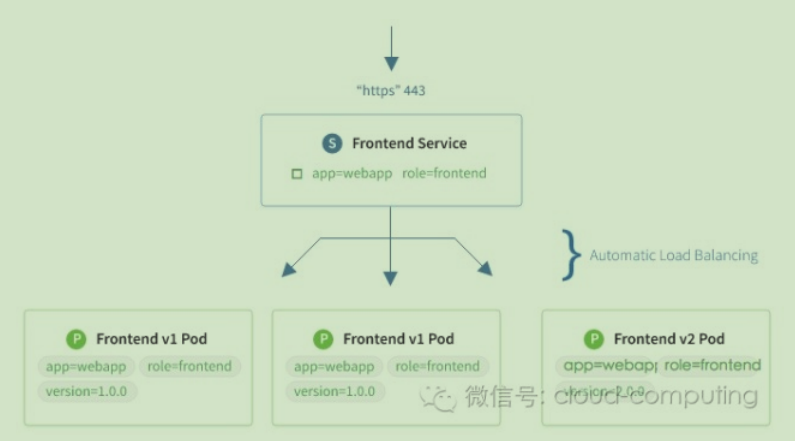 “https” 443
S Frontend Service
app=webapp role=frontend
Automatic Load Balancing
P Frontend v1 Pod
app=webapp role=frontend
version=1.0.0
P Frontend v1 Pod
app=webapp role=frontend
version=1.0.0
P Frontend v2 Pod
app=webapp role=frontend
version=2.0.0
微信号: cloud-computing